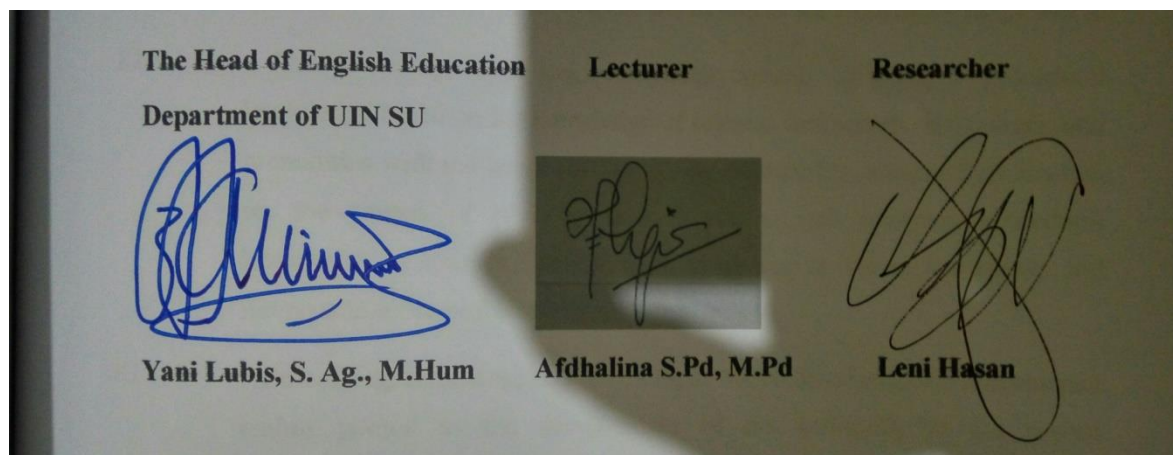 The Head of English Education
Department of UIN SU
Yani Lubis, S. Ag., M.Hum
Lecturer
Afdhalina S.Pd, M.Pd
Researcher
Leni Hasan